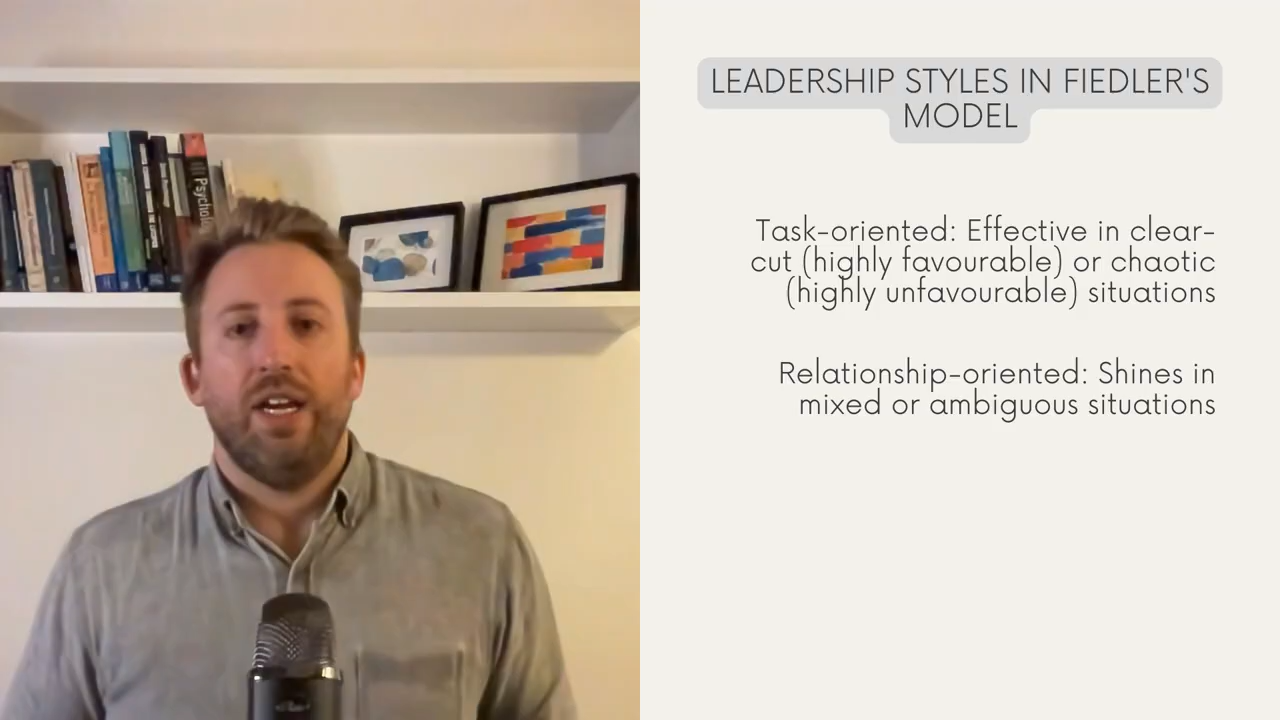 LEADERSHIP STYLES IN FIEDLER'S
MODEL
Task-oriented: Effective in clear-
cut (highly favourable) or chaotic
(highly unfavourable) situations
Relationship-oriented: Shines in
mixed or ambiguous situations